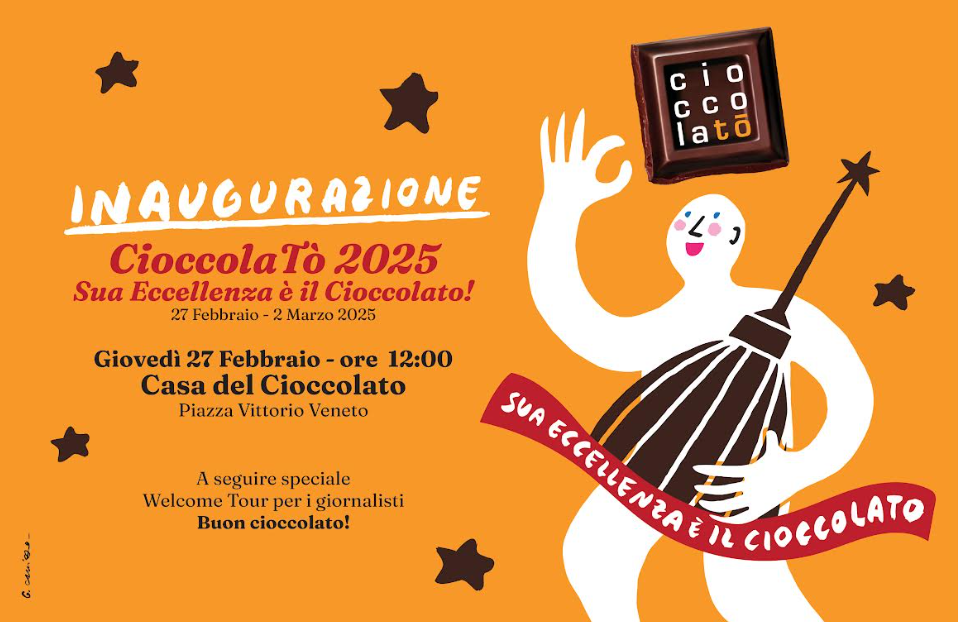 INAUGURAZIONE
CioccolaTò 2025
Sua Eccellenza è il Cioccolato!
27 Febbraio - 2 Marzo 2025
Giovedì 27 Febbraio - ore 12:00
Casa del Cioccolato
Piazza Vittorio Veneto
A seguire speciale
Welcome Tour per i giornalisti
Buon cioccolato!
cio
cco
latō
SUA ECCELLENZA È IL CIOCCOLATO